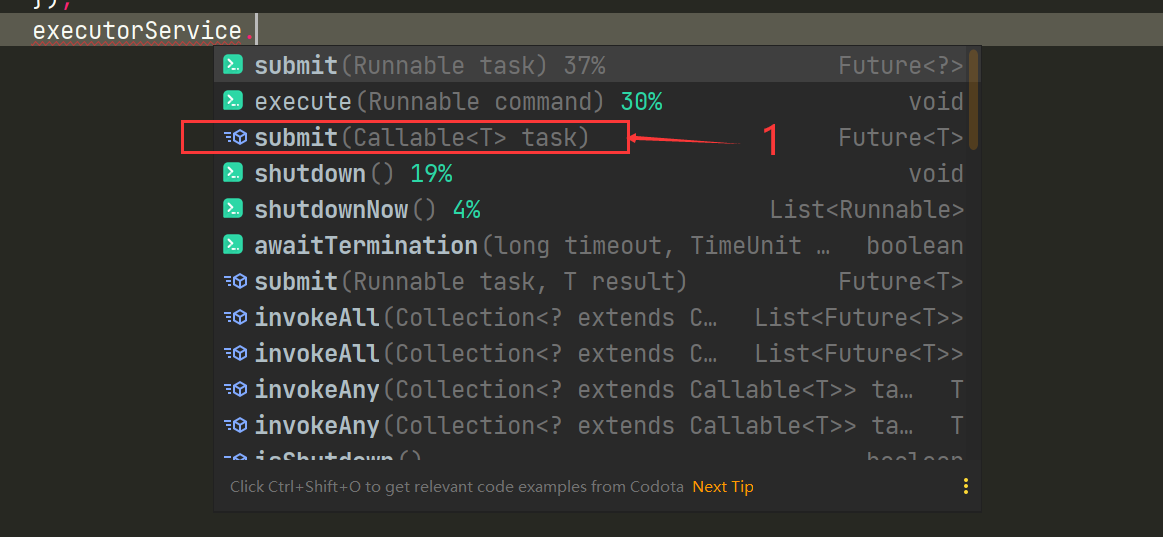 });
executorService.
submit(Runnable task) 37% Future<?>
execute(Runnable command) 30% void
submit(Callable<T> task) Future<T>
1
shutdown() 19% void
shutdownNow() 4% List<Runnable>
awaitTermination(long timeout, TimeUnit … boolean
submit(Runnable task, T result) Future<T>
invokeAll(Collection<? extends C… List<Future<T>>
invokeAll(Collection<? extends C… List<Future<T>>
invokeAny(Collection<? extends Callable<T>> ta… T
invokeAny(Collection<? extends Callable<T>> ta… T
isShutdown() boolean
Click Ctrl+Shift+O to get relevant code examples from Codota Next Tip